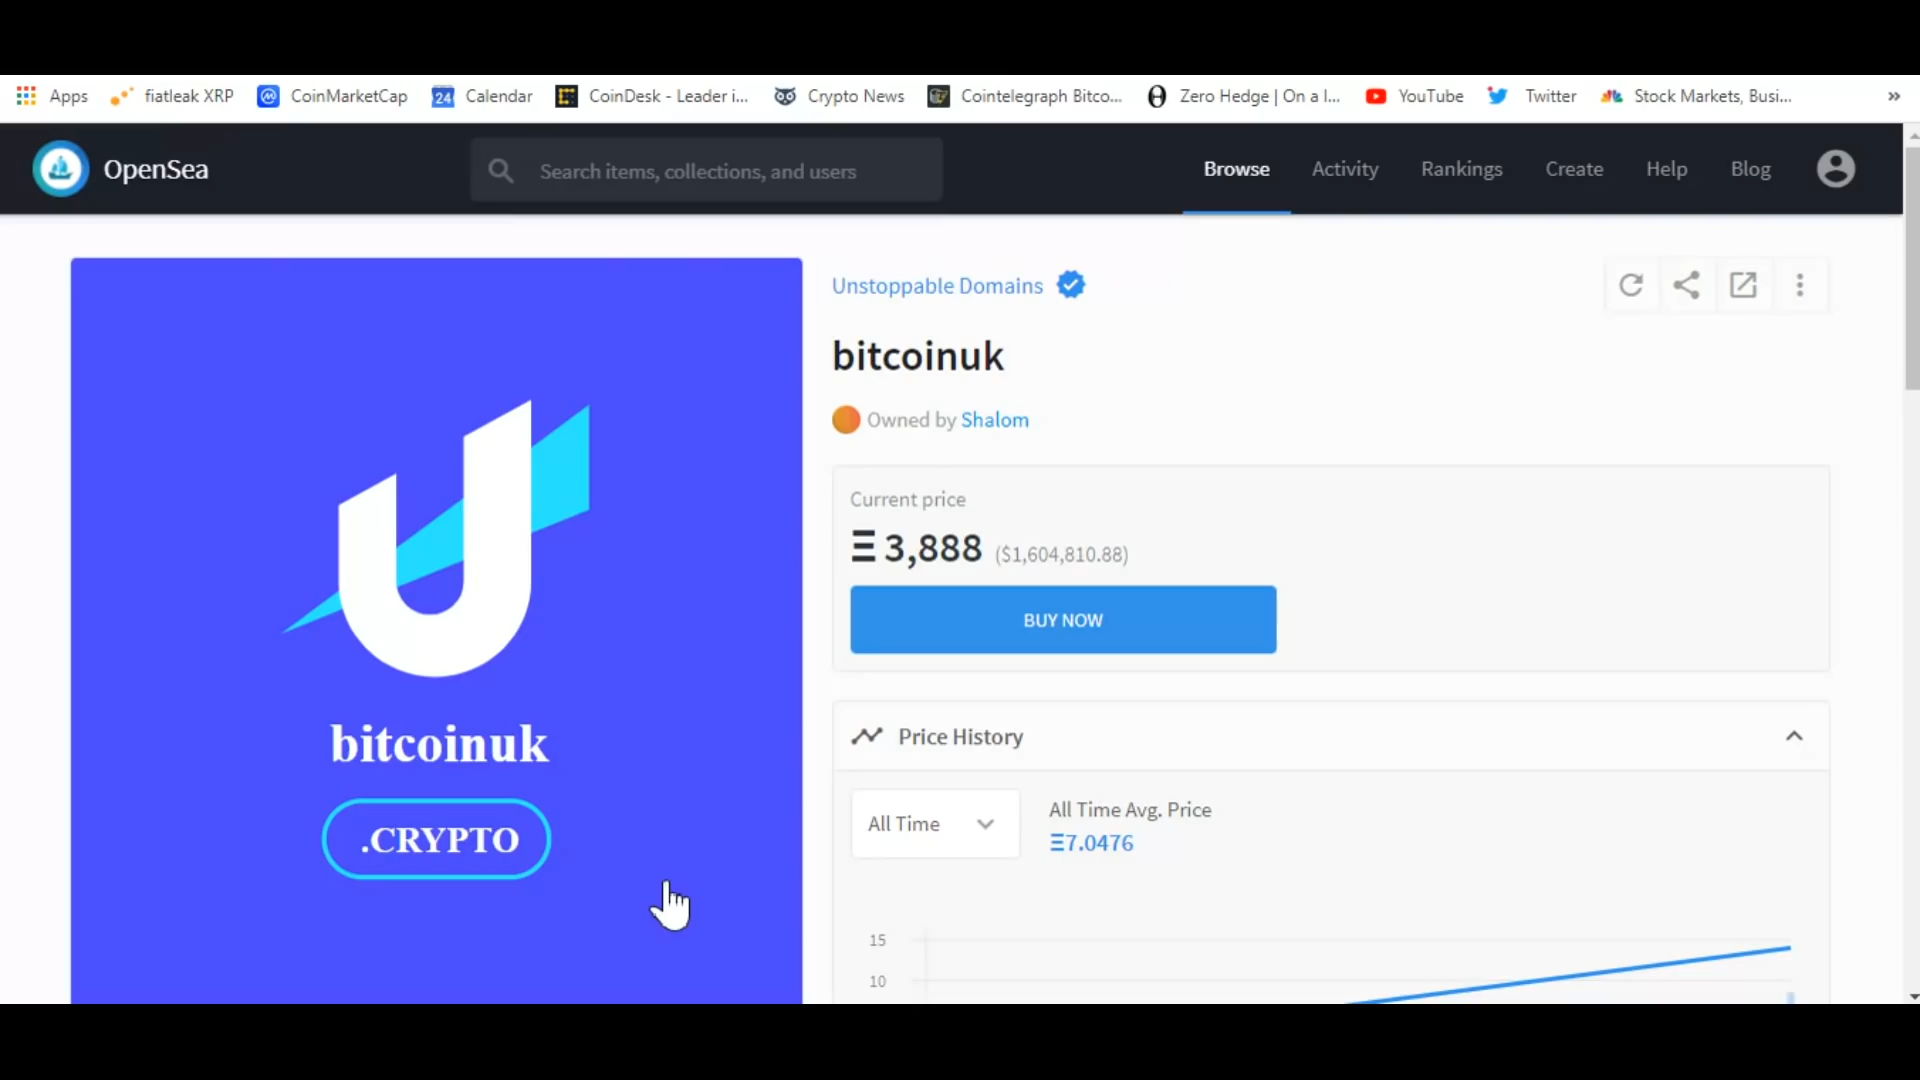 Apps fiatleak XRP CoinMarketCap 24 Calendar CoinDesk - Leader i... Crypto News Cointelegraph Bitco... Zero Hedge | On a l... YouTube Twitter Stock Markets, Busi... »
OpenSea Search items, collections, and users Browse Activity Rankings Create Help Blog
Unstoppable Domains
bitcoinuk
Owned by Shalom
Current price
Ξ 3,888 ($1,604,810.88)
BUY NOW
bitcoinuk
.CRYPTO
Price History
All Time
All Time Avg. Price
Ξ7.0476
15
10